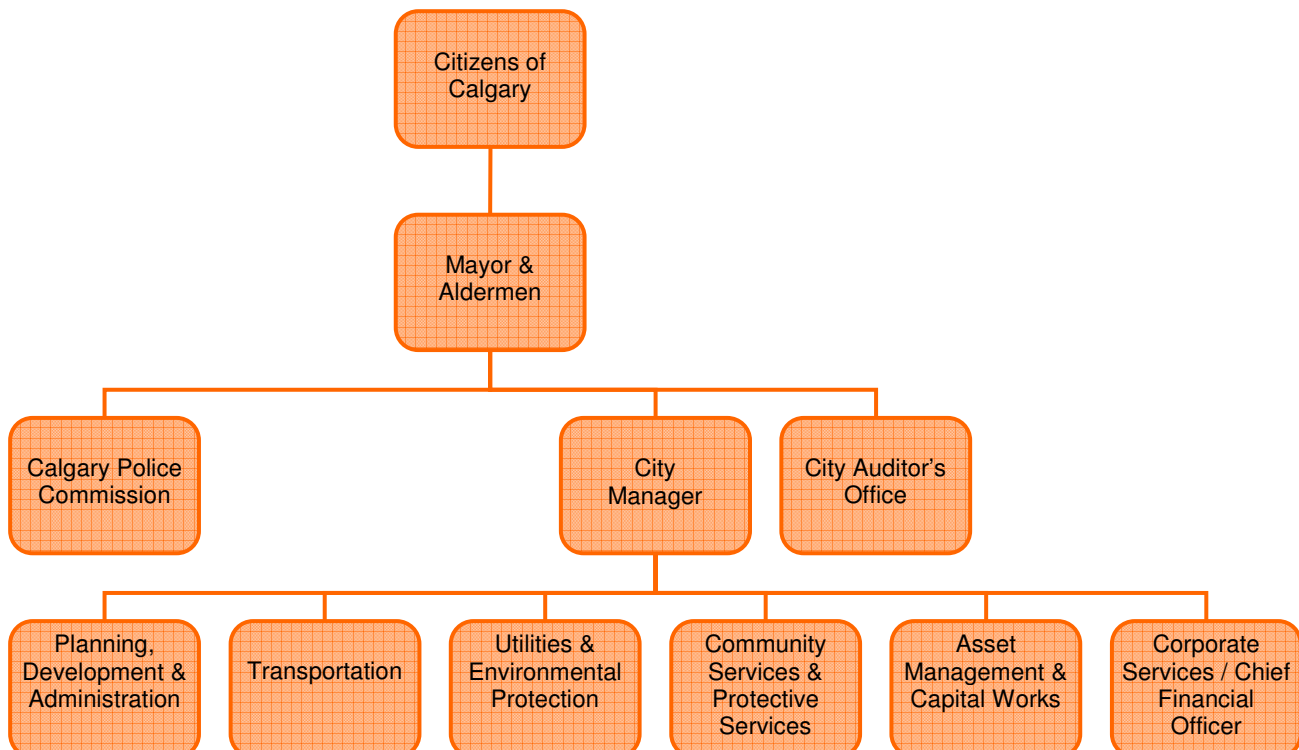 Citizens of
Calgary
Mayor &
Aldermen
Calgary Police
Commission
City
Manager
City Auditor's
Office
Planning,
Development &
Administration
Transportation
Utilities &
Environmental
Protection
Community
Services &
Protective
Services
Asset
Management &
Capital Works
Corporate
Services / Chief
Financial
Officer